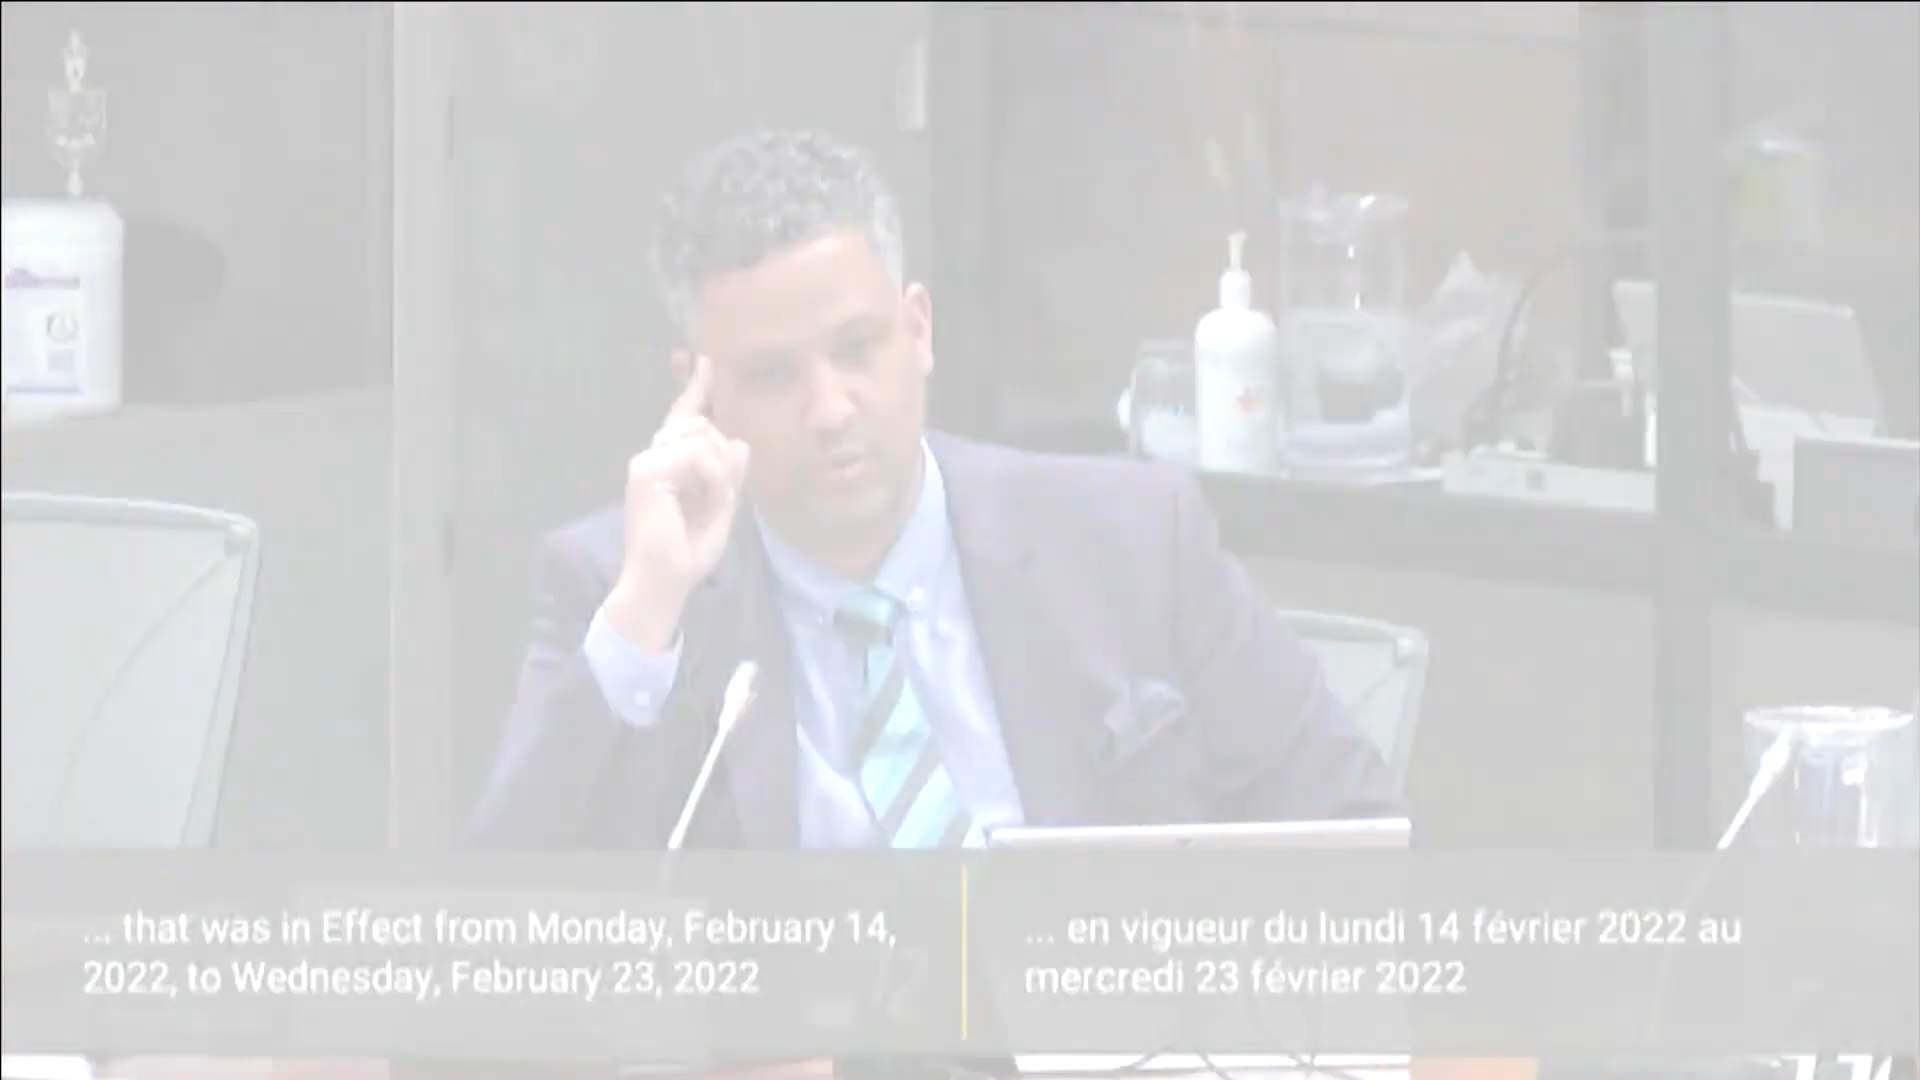 ... that was in Effect from Monday, February 14,
2022, to Wednesday, February 23, 2022
... en vigueur du lundi 14 février 2022 au
mercredi 23 février 2022